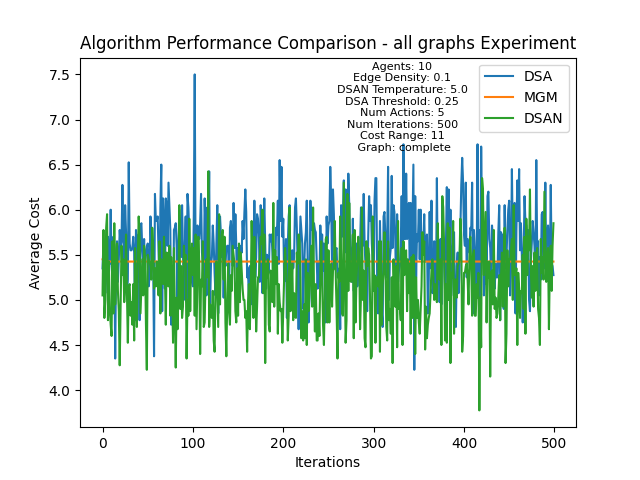 Algorithm Performance Comparison - all graphs Experiment
Agents: 10
Edge Density: 0.1
DSAN Temperature: 5.0
DSA Threshold: 0.25
Num Actions: 5
Num Iterations: 500
Cost Range: 11
Graph: complete
DSA
MGM
DSAN
Average Cost
7.5
7.0
6.5
6.0
5.5
5.0
4.5
4.0
0
100
200
300
400
500
Iterations